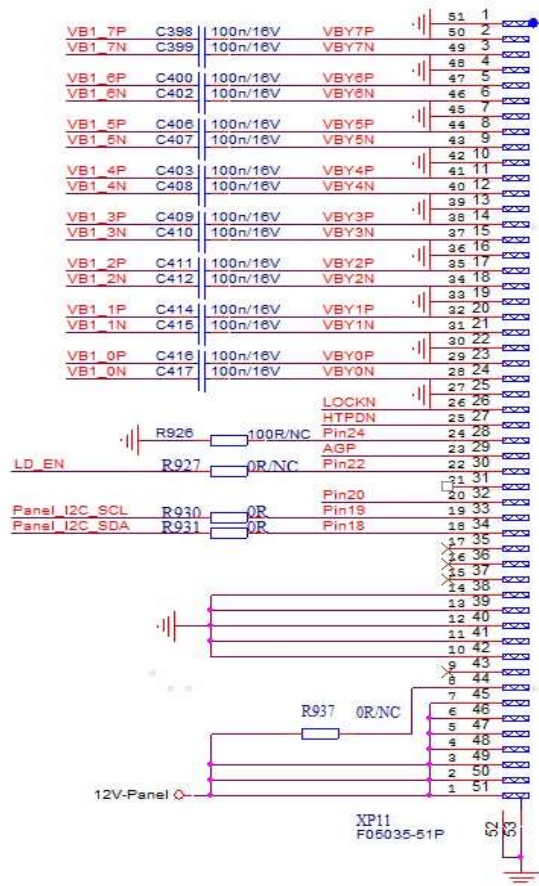 51 1
VB1_7P C398 100n/16V VBY7P 50 2
VB1_7N C399 100n/16V VBY7N 49 3
48 4
VB1_6P C400 100n/16V VBY6P 47 5
VB1_6N C402 100n/16V VBY6N 46 6
45 7
VB1_5P C406 100n/16V VBY5P 44 8
VB1_5N C407 100n/16V VBY5N 43 9
42 10
VB1_4P C403 100n/16V VBY4P 41 11
VB1_4N C408 100n/16V VBY4N 40 12
39 13
VB1_3P C409 100n/16V VBY3P 38 14
VB1_3N C410 100n/16V VBY3N 37 15
36 16
VB1_2P C411 100n/16V VBY2P 35 17
VB1_2N C412 100n/16V VBY2N 34 18
33 19
VB1_1P C414 100n/16V VBY1P 32 20
VB1_1N C415 100n/16V VBY1N 31 21
30 22
VB1_0P C416 100n/16V VBY0P 29 23
VB1_0N C417 100n/16V VBY0N 28 24
27 25
LOCKN 26 26
HTPDN 25 27
R926 100R/NC Pin24 24 28
AGP 23 29
LD_EN R927 0R/NC Pin22 22 30
21 31
Pin20 20 32
Panel_I2C_SCL R930 0R Pin19 19 33
Panel_I2C_SDA R931 0R Pin18 18 34
17 35
16 36
15 37
14 38
13 39
12 40
11 41
10 42
9 43
8 44
7 45
R937 0R/NC 6 46
5 47
4 48
3 49
2 50
12V-Panel 1 51
XP11
F05035-51P
52 53